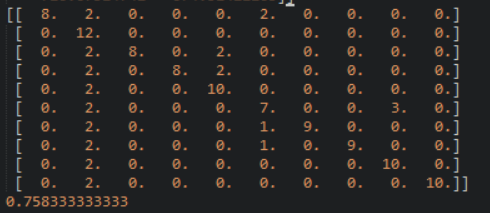 [[ 8. 2. 0. 0. 0. 2. 0. 0. 0. 0.]
[ 0. 12. 0. 0. 0. 0. 0. 0. 0. 0.]
[ 0. 2. 8. 0. 2. 0. 0. 0. 0. 0.]
[ 0. 2. 0. 8. 2. 0. 0. 0. 0. 0.]
[ 0. 2. 0. 0. 10. 0. 0. 0. 0. 0.]
[ 0. 2. 0. 0. 0. 7. 0. 0. 3. 0.]
[ 0. 2. 0. 0. 0. 1. 9. 0. 0. 0.]
[ 0. 2. 0. 0. 0. 1. 0. 9. 0. 0.]
[ 0. 2. 0. 0. 0. 0. 0. 0. 10. 0.]
[ 0. 2. 0. 0. 0. 0. 0. 0. 0. 10.]]
0.758333333333